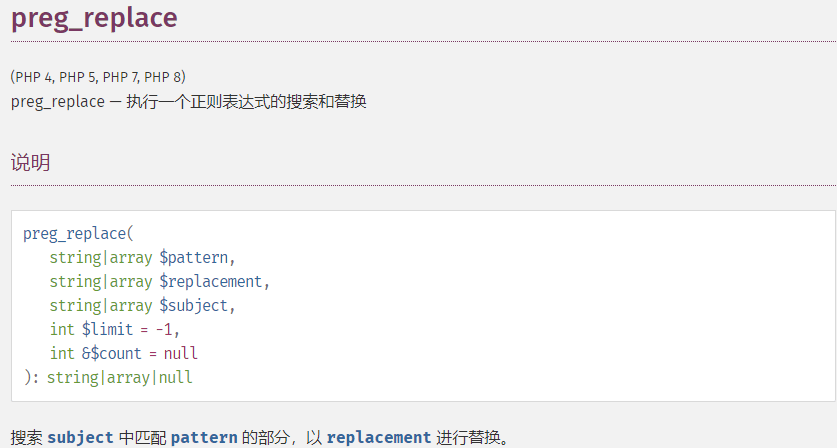 preg_replace
(PHP 4, PHP 5, PHP 7, PHP 8)
preg_replace — 执行一个正则表达式的搜索和替换
说明
preg_replace(
string|array $pattern,
string|array $replacement,
string|array $subject,
int $limit = -1,
int &$count = null
): string|array|null
搜索 subject 中匹配 pattern 的部分，以 replacement 进行替换。